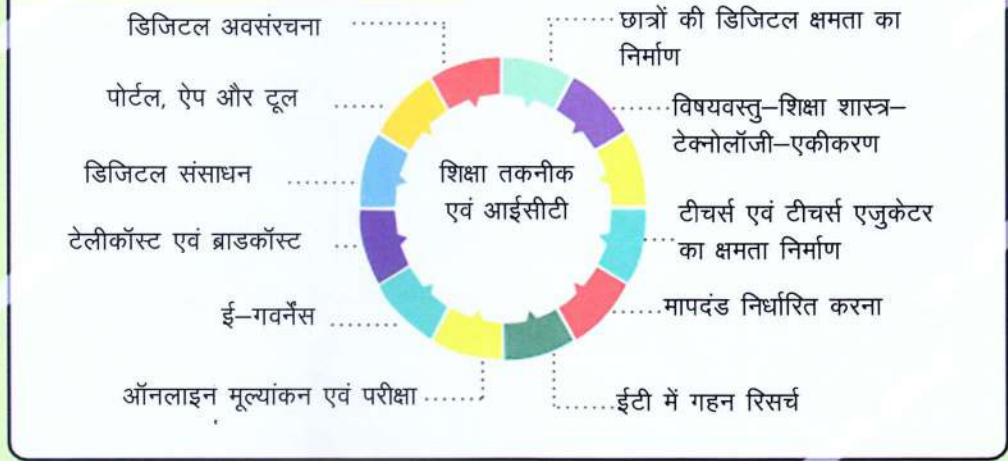 डिजिटल अवसंरचना
पोर्टल, ऐप और टूल
डिजिटल संसाधन
टेलीकॉस्ट एवं ब्राडकॉस्ट
ई–गवर्नेंस
ऑनलाइन मूल्यांकन एवं परीक्षा
शिक्षा तकनीक
एवं आईसीटी
छात्रों की डिजिटल क्षमता का
निर्माण
विषयवस्तु–शिक्षा शास्त्र–
टेक्नोलॉजी–एकीकरण
टीचर्स एवं टीचर्स एजुकेटर
का क्षमता निर्माण
मापदंड निर्धारित करना
ईटी में गहन रिसर्च